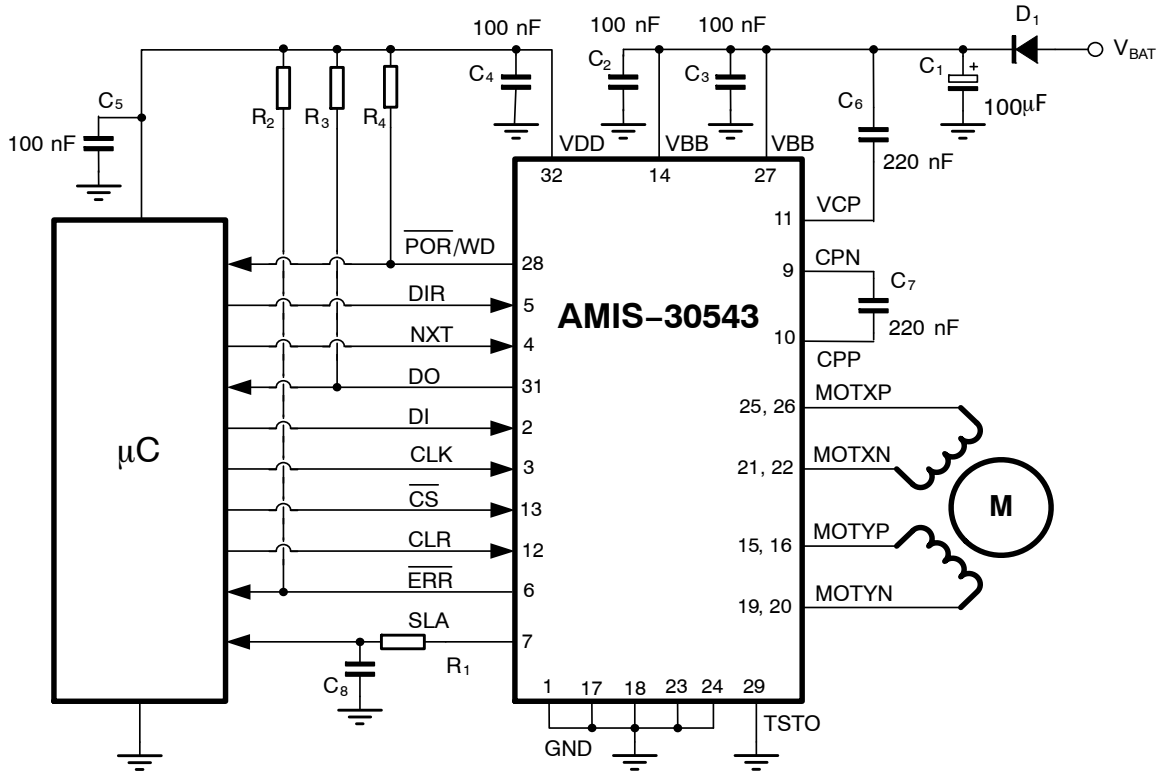 100 nF 100 nF 100 nF D1
VBAT
C5 R2 R3 R4 C4 C2 C3 C1 +
100 nF 100μF
C6
VDD VBB VBB 220 nF
32 14 27
11 VCP
POR/WD 28 9 CPN
DIR 5 C7
AMIS–30543
NXT 4 220 nF
10
CPP
DO 31 MOTXP
25, 26
DI 2
μC
CLK 3 21, 22 MOTXN
CS 13 M
CLR 12 15, 16 MOTYP
ERR 6 19, 20 MOTYN
SLA 7
R1
C8 1 17 18 23 24 29
GND TSTO